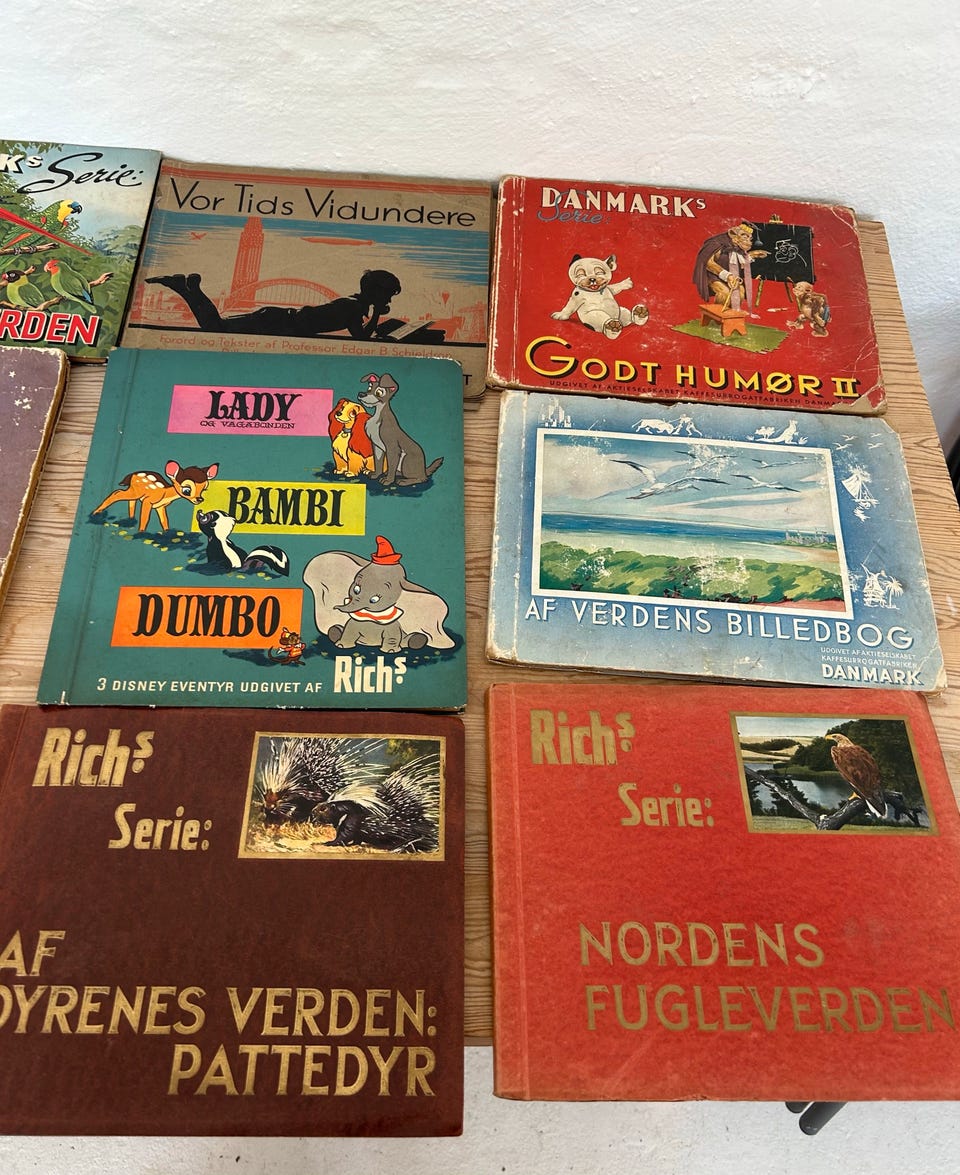 Ks Serie:
RDEN
Vor Tids Vidundere
Forord og Tekster af Professor Edgar B. Schieldrop
DANMARKs
Serie:
GODT HUMØR II
UDGIVET AF AKTIESELSKABET KAFFESURROGATFABRIKEN DANMARK
LADY
OG VAGABONDEN
BAMBI
DUMBO
3 DISNEY EVENTYR UDGIVET AF Richs
AF VERDENS BILLEDBOG
UDGIVET AF AKTIESELSKABET
KAFFESURROGATFABRIKEN
DANMARK
Richs
Serie:
AF
DYRENES VERDEN:
PATTEDYR
Richs
Serie:
NORDENS
FUGLEVERDEN